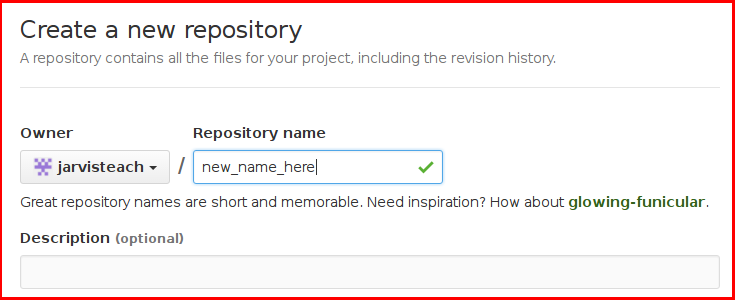 Create a new repository
A repository contains all the files for your project, including the revision history.
Owner Repository name
jarvisteach / new_name_here
Great repository names are short and memorable. Need inspiration? How about glowing-funicular.
Description (optional)